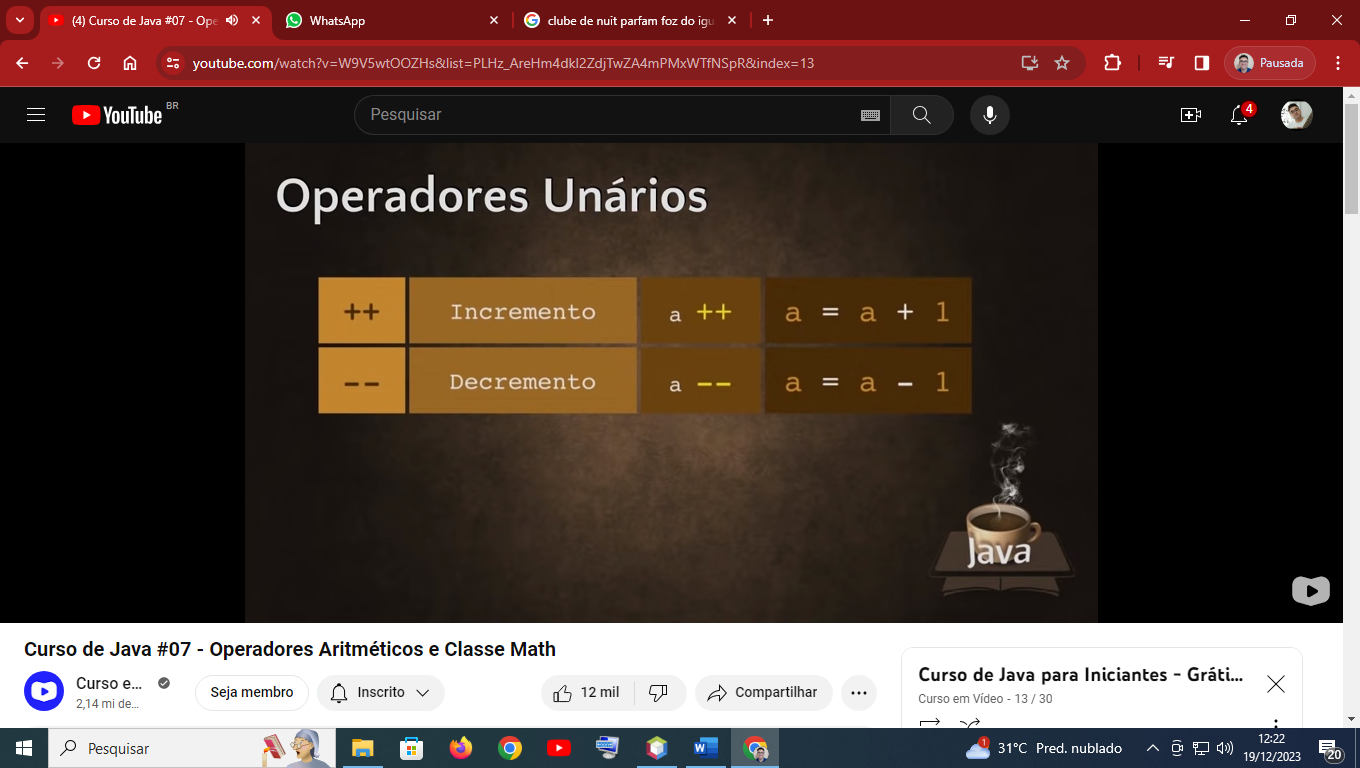 (4) Curso de Java #07 - Ope
WhatsApp
clube de nuit parfam foz do igu
youtube.com/watch?v=W9V5wtOOZHs&list=PLHz_AreHm4dkI2ZdjTwZA4mPMxWTfNSpR&index=13
Pausada
YouTube BR
Pesquisar
4
Operadores Unários
++ Incremento a ++ a = a + 1
-- Decremento a -- a = a - 1
Java
Curso de Java #07 - Operadores Aritméticos e Classe Math
Curso e...
2,14 mi de...
Seja membro
Inscrito
12 mil
Compartilhar
Curso de Java para Iniciantes - Gráti...
Curso em Vídeo - 13 / 30
Pesquisar
1
31°C Pred. nublado
12:22
19/12/2023
20